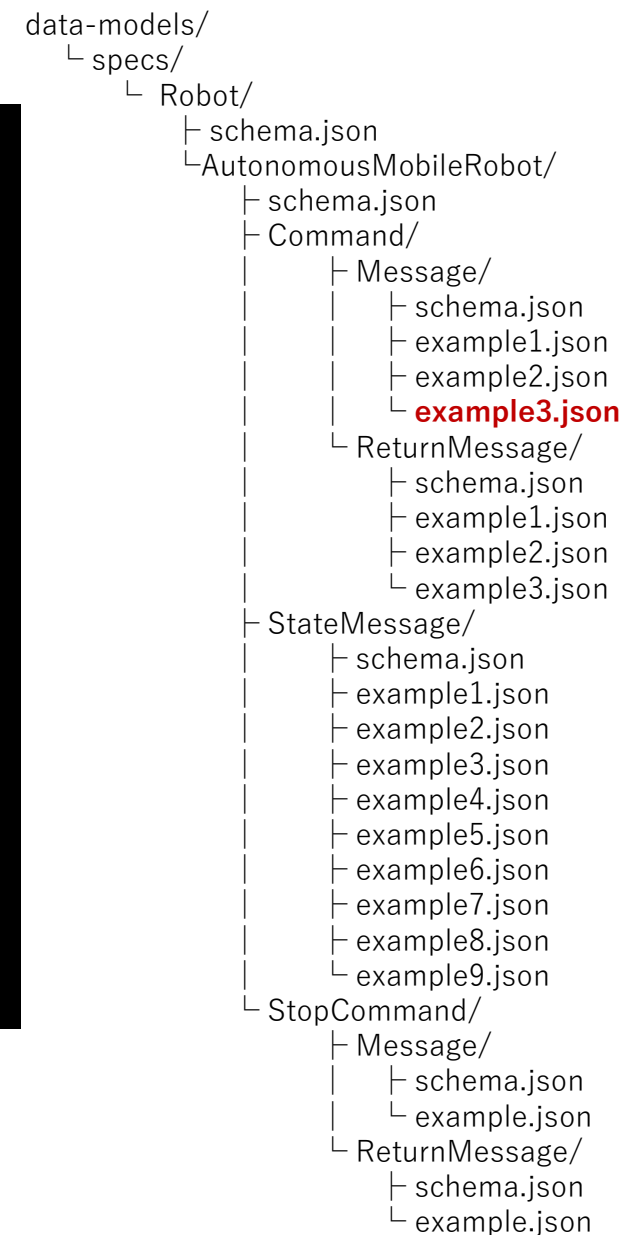 data-models/
└ specs/
└ Robot/
├ schema.json
└AutonomousMobileRobot/
├ schema.json
├ Command/
│ ├ Message/
│ │ ├ schema.json
│ │ ├ example1.json
│ │ ├ example2.json
│ │ └ example3.json
│ └ ReturnMessage/
│ ├ schema.json
│ ├ example1.json
│ ├ example2.json
│ └ example3.json
├ StateMessage/
│ ├ schema.json
│ ├ example1.json
│ ├ example2.json
│ ├ example3.json
│ ├ example4.json
│ ├ example5.json
│ ├ example6.json
│ ├ example7.json
│ ├ example8.json
│ └ example9.json
└ StopCommand/
├ Message/
│ ├ schema.json
│ └ example.json
└ ReturnMessage/
├ schema.json
└ example.json